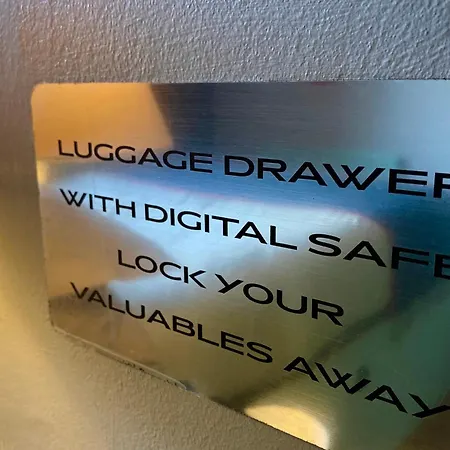 LUGGAGE DRAWER
WITH DIGITAL SAFE
LOCK YOUR
VALUABLES AWAY